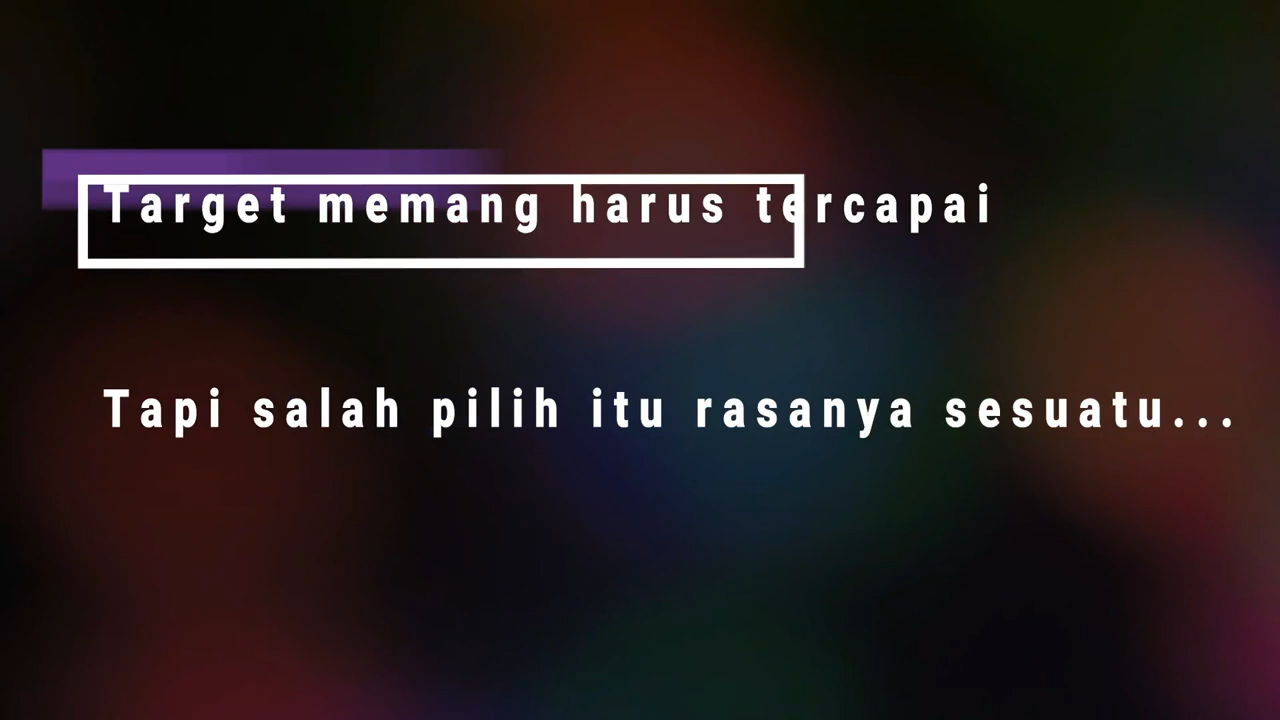 Target memang harus tercapai
Tapi salah pilih itu rasanya sesuatu...